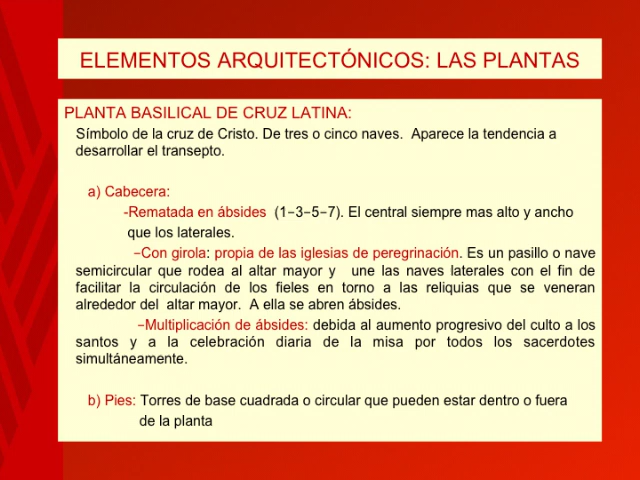 ELEMENTOS ARQUITECTÓNICOS: LAS PLANTAS
PLANTA BASILICAL DE CRUZ LATINA:
Símbolo de la cruz de Cristo. De tres o cinco naves. Aparece la tendencia a
desarrollar el transepto.
a) Cabecera:
-Rematada en ábsides (1-3-5-7). El central siempre mas alto y ancho
que los laterales.
-Con girola: propia de las iglesias de peregrinación. Es un pasillo o nave
semicircular que rodea al altar mayor y une las naves laterales con el fin de
facilitar la circulación de los fieles en torno a las reliquias que se veneran
alrededor del altar mayor. A ella se abren ábsides.
-Multiplicación de ábsides: debida al aumento progresivo del culto a los
santos y a la celebración diaria de la misa por todos los sacerdotes
simultáneamente.
b) Pies: Torres de base cuadrada o circular que pueden estar dentro o fuera
de la planta